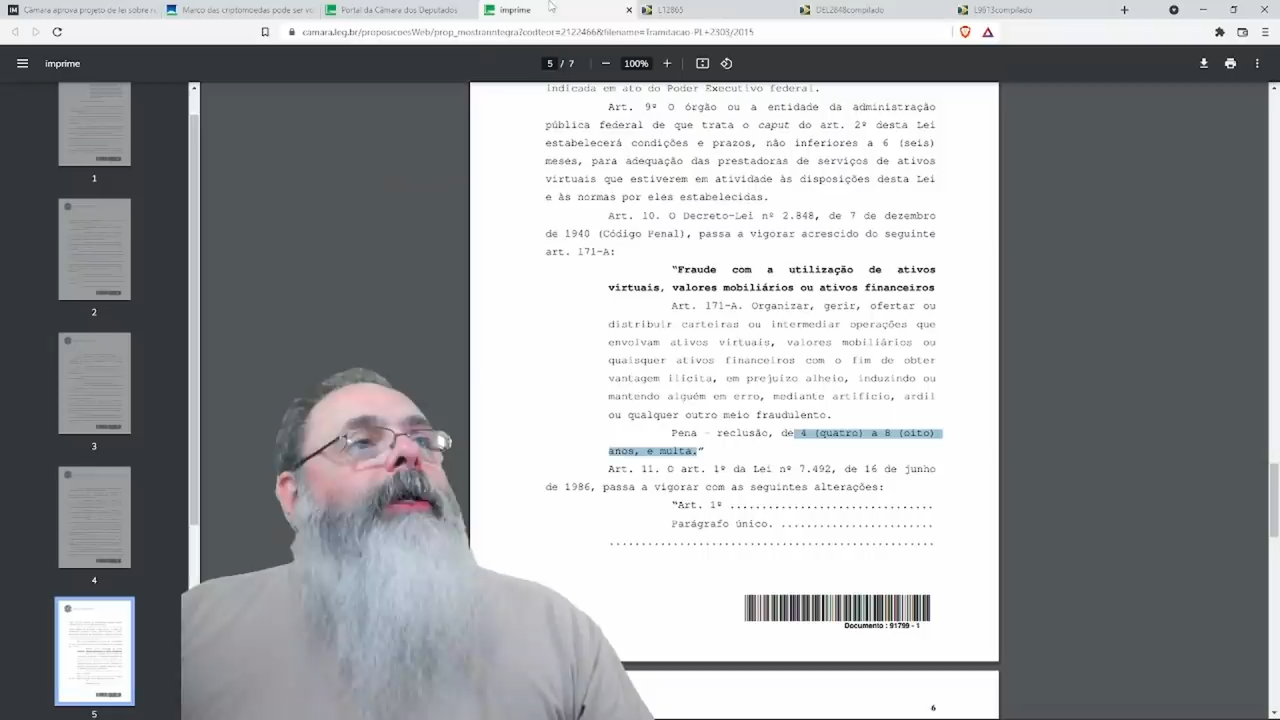 Câmara aprova projeto de lei sobre r
Marco das criptomoedas pode ser vo
Portal da Câmara dos Deputados
imprime
L12865
DEL2848compilado
L9613compilado
camara.leg.br/proposicoesWeb/prop_mostrarintegra?codteor=2122466&filename=Tramitacao-PL+2303/2015
imprime
5 / 7
100%
indicada em ato do Poder Executivo federal.
Art. 9º O órgão ou a entidade da administração
pública federal de que trata o caput do art. 2º desta Lei
estabelecerá condições e prazos, não inferiores a 6 (seis)
meses, para adequação das prestadoras de serviços de ativos
virtuais que estiverem em atividade às disposições desta Lei
e às normas por eles estabelecidas.
Art. 10. O Decreto-Lei nº 2.848, de 7 de dezembro
de 1940 (Código Penal), passa a vigorar acrescido do seguinte
art. 171-A:
"Fraude com a utilização de ativos
virtuais, valores mobiliários ou ativos financeiros
Art. 171-A. Organizar, gerir, ofertar ou
distribuir carteiras ou intermediar operações que
envolvam ativos virtuais, valores mobiliários ou
quaisquer ativos financeiros com o fim de obter
vantagem ilícita, em prejuízo alheio, induzindo ou
mantendo alguém em erro, mediante artifício, ardil
ou qualquer outro meio fraudulento.
Pena - reclusão, de 4 (quatro) a 8 (oito)
anos, e multa."
Art. 11. O art. 1º da Lei nº 7.492, de 16 de junho
de 1986, passa a vigorar com as seguintes alterações:
"Art. 1º ................................
Parágrafo único. ........................
.........................................
Documento : 91799 - 1
6
1
2
3
4
5